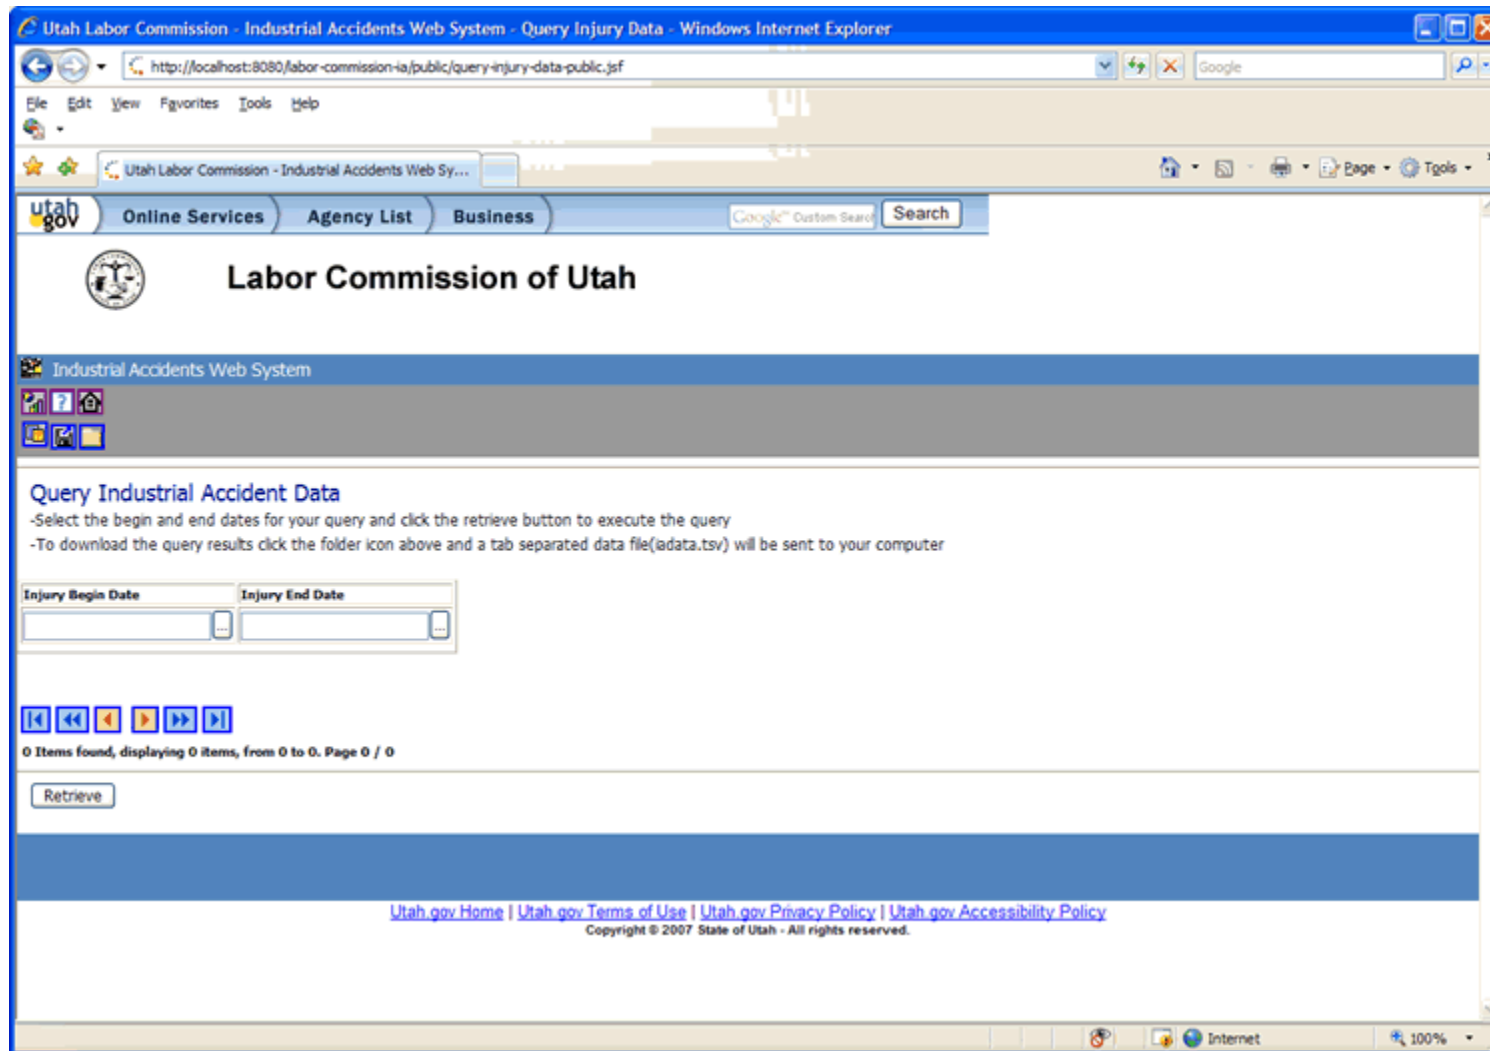 Utah Labor Commission - Industrial Accidents Web System - Query Injury Data - Windows Internet Explorer
http://localhost:8080/labor-commission-ia/public/query-injury-data-public.jsf
Google
File Edit View Favorites Tools Help
Utah Labor Commission - Industrial Accidents Web Sy...
Page Tools
utah gov Online Services Agency List Business Google™ Custom Search Search
Labor Commission of Utah
Industrial Accidents Web System
?
Query Industrial Accident Data
-Select the begin and end dates for your query and click the retrieve button to execute the query
-To download the query results click the folder icon above and a tab separated data file(iadata.tsv) will be sent to your computer
Injury Begin Date Injury End Date
... ...
0 Items found, displaying 0 items, from 0 to 0. Page 0 / 0
Retrieve
Utah.gov Home | Utah.gov Terms of Use | Utah.gov Privacy Policy | Utah.gov Accessibility Policy
Copyright © 2007 State of Utah - All rights reserved.
Internet 100%